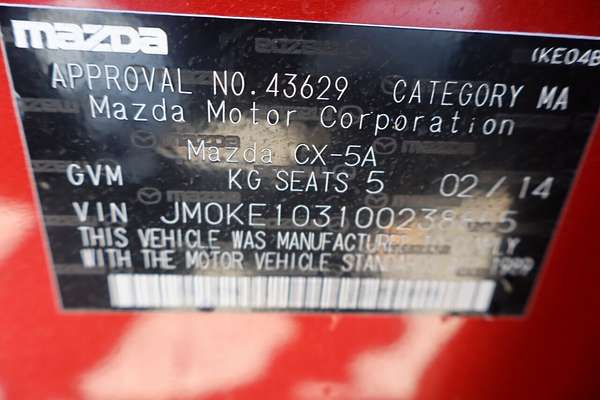 mazda
1KE04B
APPROVAL NO.43629 CATEGORY MA
Mazda Motor Corporation
Mazda CX-5A
GVM KG SEATS 5 02/14
VIN
THIS VEHICLE WAS MANUFACTURED
WITH THE MOTOR VEHICLE 1989